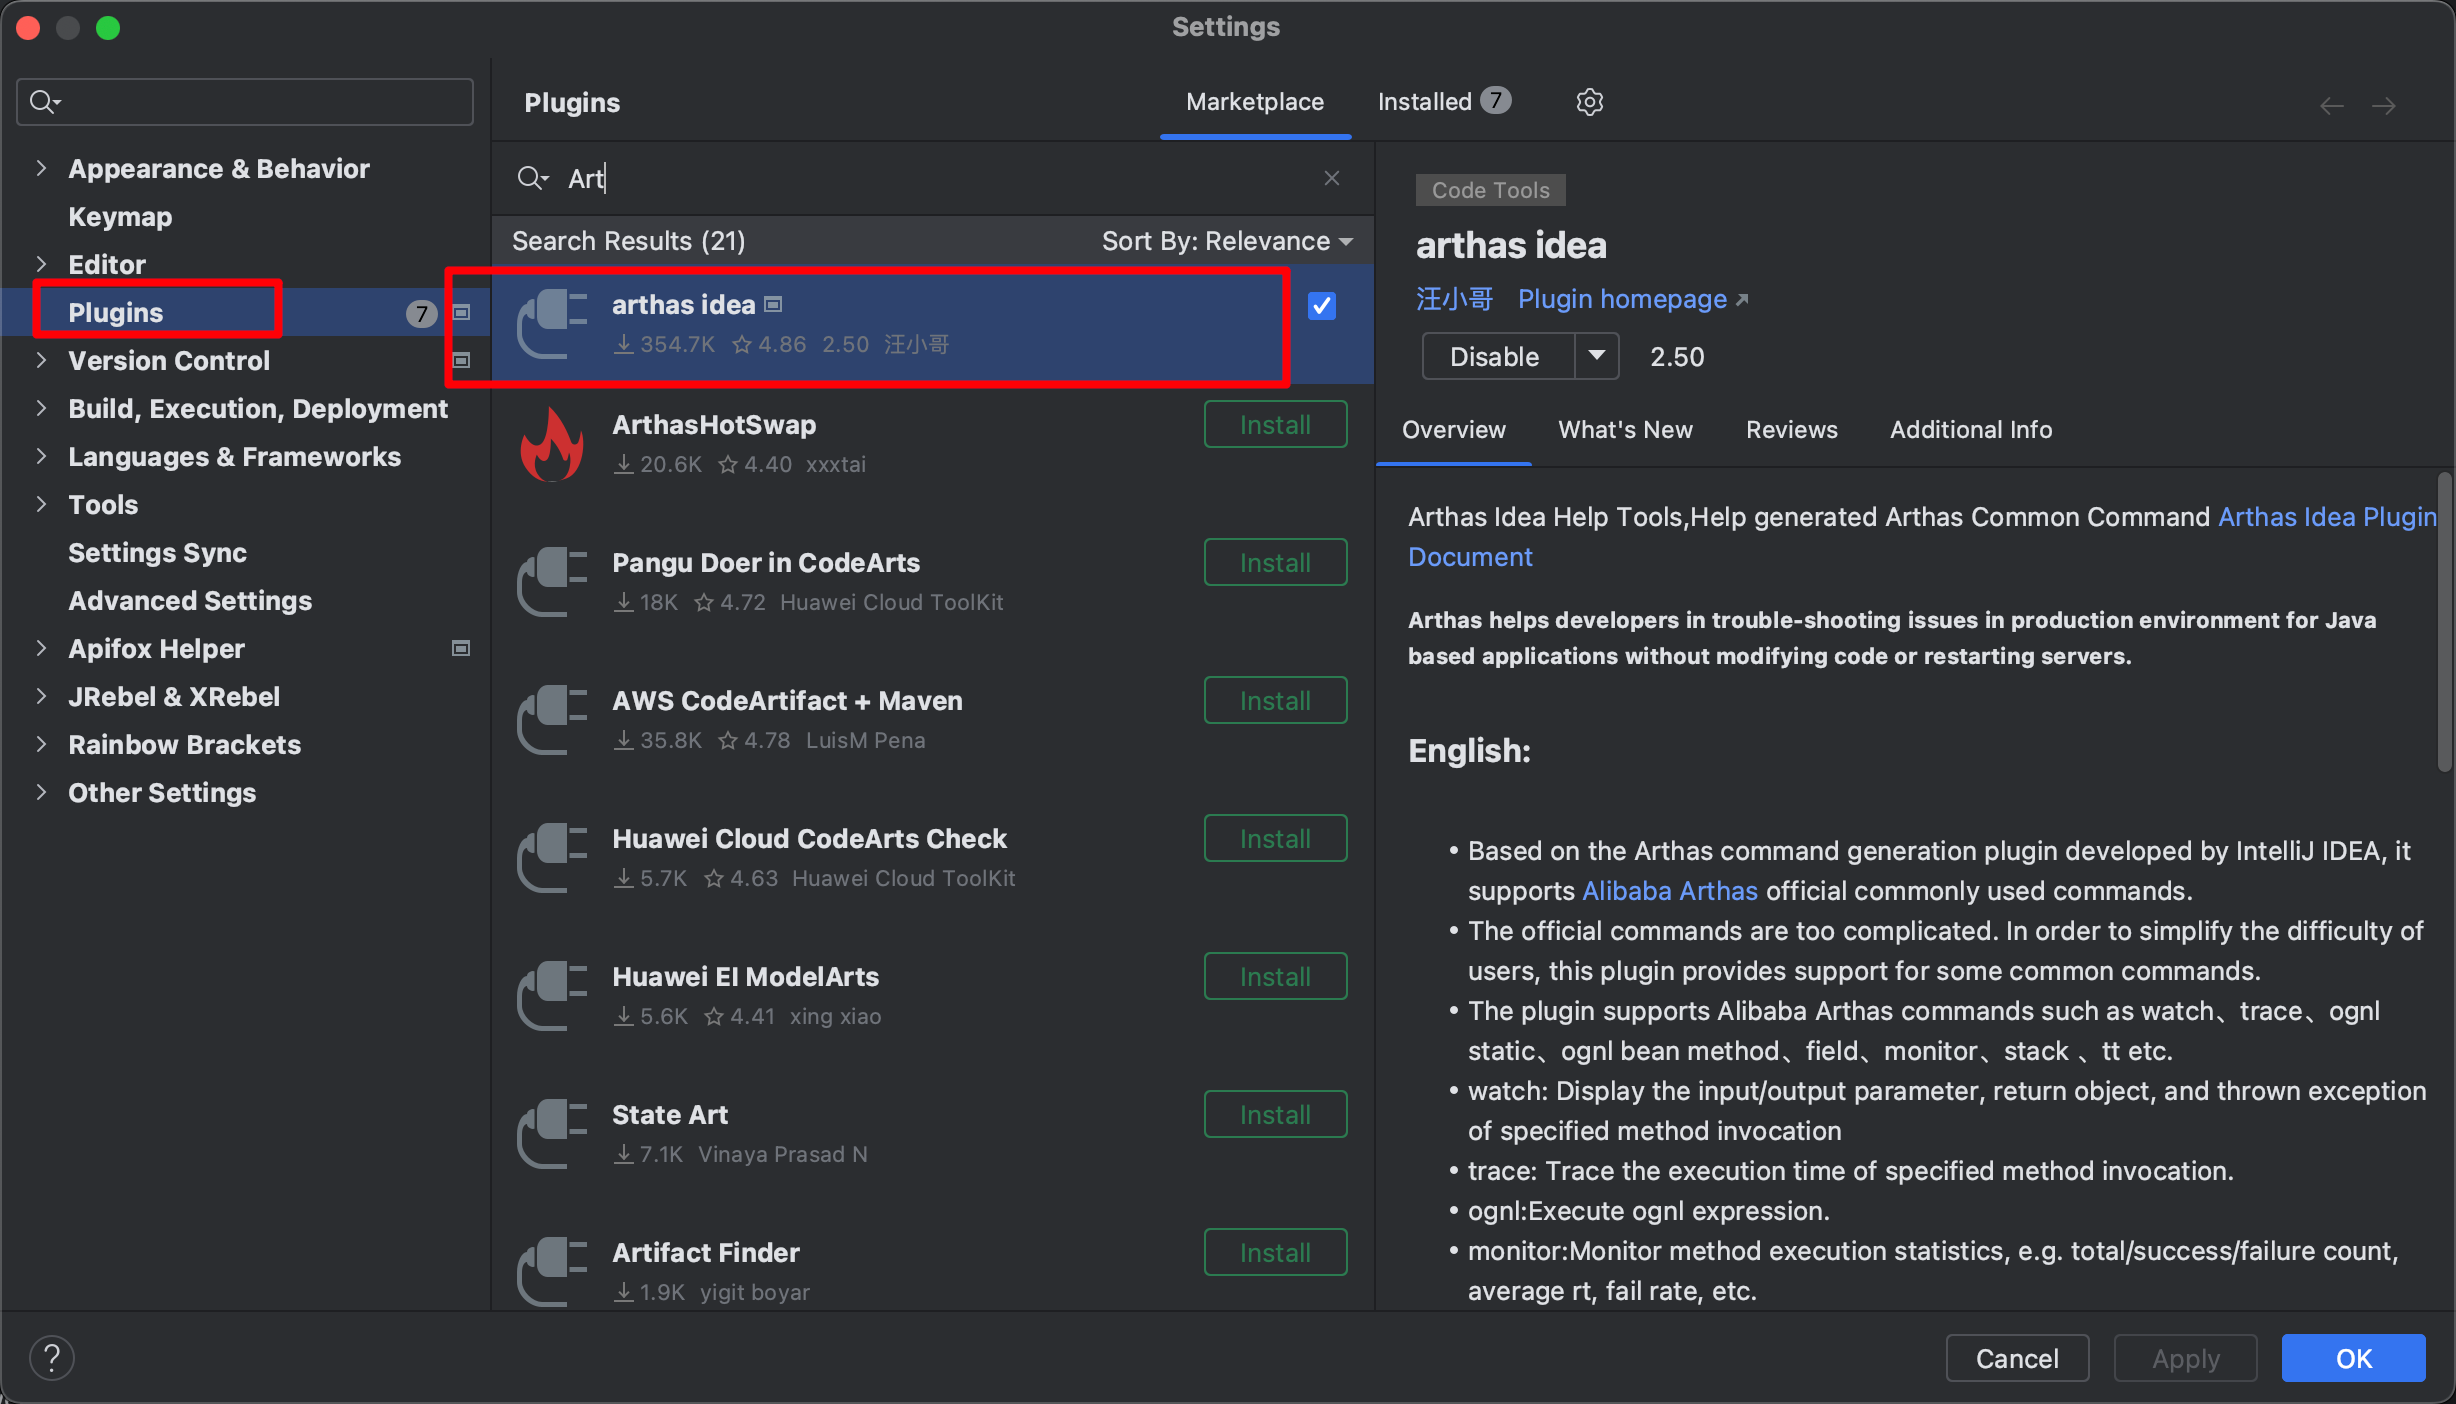 Settings
Plugins
Marketplace
Installed 7
Appearance & Behavior
Keymap
Editor
Plugins 7
Version Control
Build, Execution, Deployment
Languages & Frameworks
Tools
Settings Sync
Advanced Settings
Apifox Helper
JRebel & XRebel
Rainbow Brackets
Other Settings
Art
Search Results (21)
Sort By: Relevance
arthas idea
354.7K 4.86 2.50 汪小哥
ArthasHotSwap
Install
20.6K 4.40 xxxtai
Pangu Doer in CodeArts
Install
18K 4.72 Huawei Cloud ToolKit
AWS CodeArtifact + Maven
Install
35.8K 4.78 LuisM Pena
Huawei Cloud CodeArts Check
Install
5.7K 4.63 Huawei Cloud ToolKit
Huawei EI ModelArts
Install
5.6K 4.41 xing xiao
State Art
Install
7.1K Vinaya Prasad N
Artifact Finder
Install
1.9K yigit boyar
Code Tools
arthas idea
汪小哥 Plugin homepage
Disable 2.50
Overview
What's New
Reviews
Additional Info
Arthas Idea Help Tools,Help generated Arthas Common Command Arthas Idea Plugin
Document
Arthas helps developers in trouble-shooting issues in production environment for Java
based applications without modifying code or restarting servers.
English:
• Based on the Arthas command generation plugin developed by IntelliJ IDEA, it
supports Alibaba Arthas official commonly used commands.
• The official commands are too complicated. In order to simplify the difficulty of
users, this plugin provides support for some common commands.
• The plugin supports Alibaba Arthas commands such as watch、trace、ognl
static、ognl bean method、field、monitor、stack 、tt etc.
• watch: Display the input/output parameter, return object, and thrown exception
of specified method invocation
• trace: Trace the execution time of specified method invocation.
• ognl:Execute ognl expression.
• monitor:Monitor method execution statistics, e.g. total/success/failure count,
average rt, fail rate, etc.
?
Cancel
Apply
OK